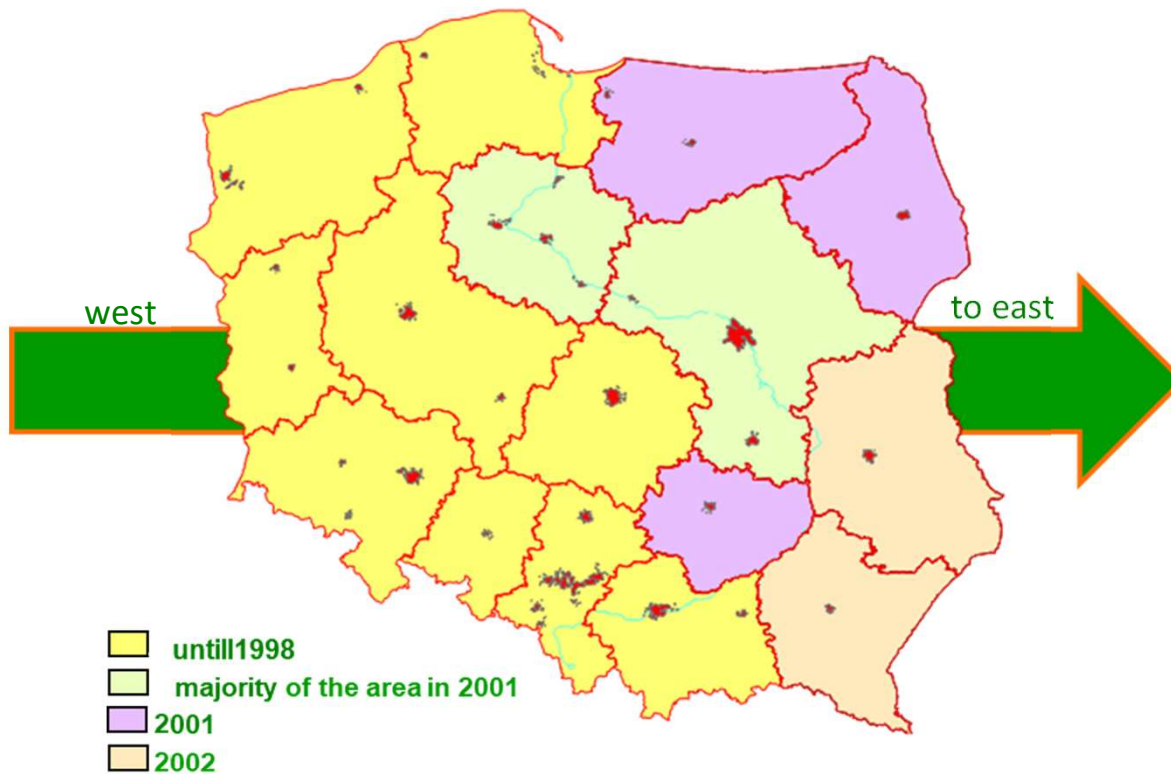 west
to east
untill1998
majority of the area in 2001
2001
2002